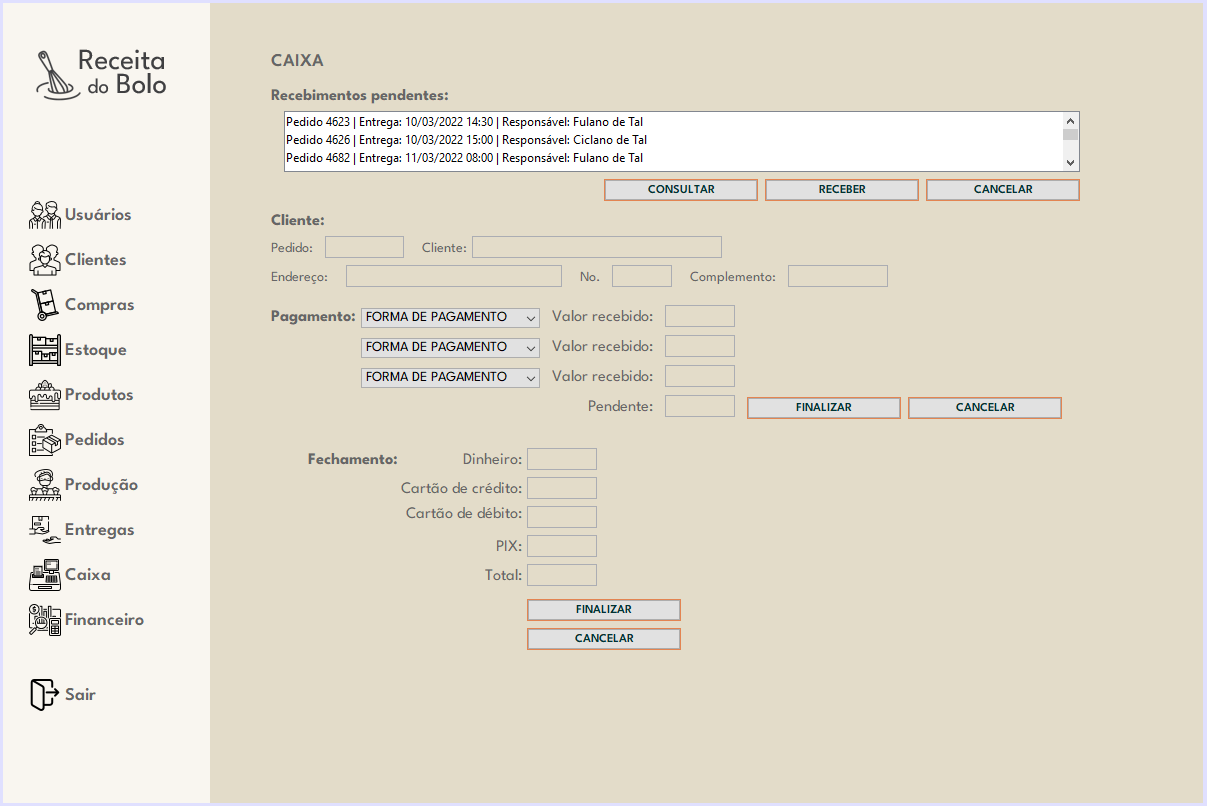 Receita
do Bolo
Usuários
Clientes
Compras
Estoque
Produtos
Pedidos
Produção
Entregas
Caixa
Financeiro
Sair
CAIXA
Recebimentos pendentes:
Pedido 4623 | Entrega: 10/03/2022 14:30 | Responsável: Fulano de Tal
Pedido 4626 | Entrega: 10/03/2022 15:00 | Responsável: Ciclano de Tal
Pedido 4682 | Entrega: 11/03/2022 08:00 | Responsável: Fulano de Tal
CONSULTAR RECEBER CANCELAR
Cliente:
Pedido: Cliente:
Endereço: No. Complemento:
Pagamento: FORMA DE PAGAMENTO Valor recebido:
FORMA DE PAGAMENTO Valor recebido:
FORMA DE PAGAMENTO Valor recebido:
Pendente: FINALIZAR CANCELAR
Fechamento: Dinheiro:
Cartão de crédito:
Cartão de débito:
PIX:
Total:
FINALIZAR
CANCELAR